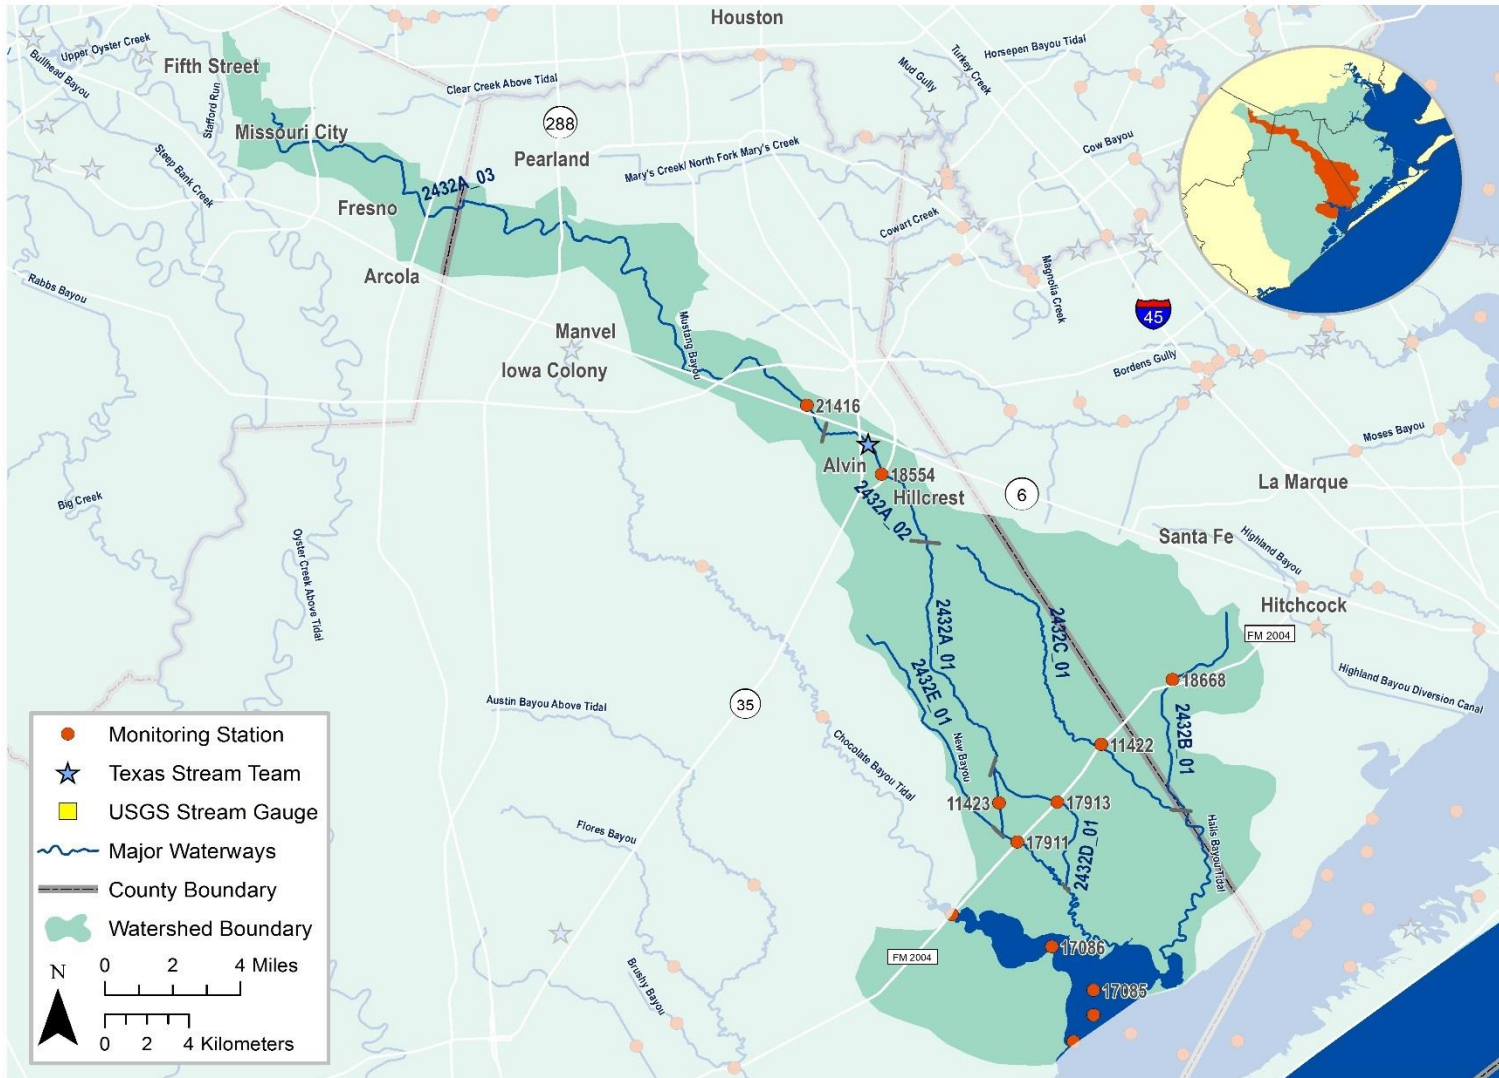 Houston
Upper Oyster Creek
Fifth Street
Bullhead Bayou
Stafford Run
Clear Creek Above Tidal
Mud Gully
Turkey Creek
Horsepen Bayou Tidal
Missouri City
288
Pearland
Mary's Creek/ North Fork Mary's Creek
Cow Bayou
Steep Bank Creek
2432A_03
Fresno
Cowart Creek
Arcola
Rabbs Bayou
Magnolia Creek
45
Manvel
Mustang Bayou
Iowa Colony
Bordens Gully
21416
Moses Bayou
Alvin
18554
Hillcrest
2432A_02
6
La Marque
Big Creek
Oyster Creek Above Tidal
Santa Fe
Highland Bayou
Hitchcock
FM 2004
2432A_01
2432C_01
2432E_01
18668
Highland Bayou Diversion Canal
Austin Bayou Above Tidal
35
2432B_01
New Bayou
Chocolate Bayou Tidal
11422
11423
17913
Halls Bayou Tidal
Flores Bayou
17911
2432D_01
17086
FM 2004
17085
Brushy Bayou
Monitoring Station
Texas Stream Team
USGS Stream Gauge
Major Waterways
County Boundary
Watershed Boundary
N
0 2 4 Miles
0 2 4 Kilometers